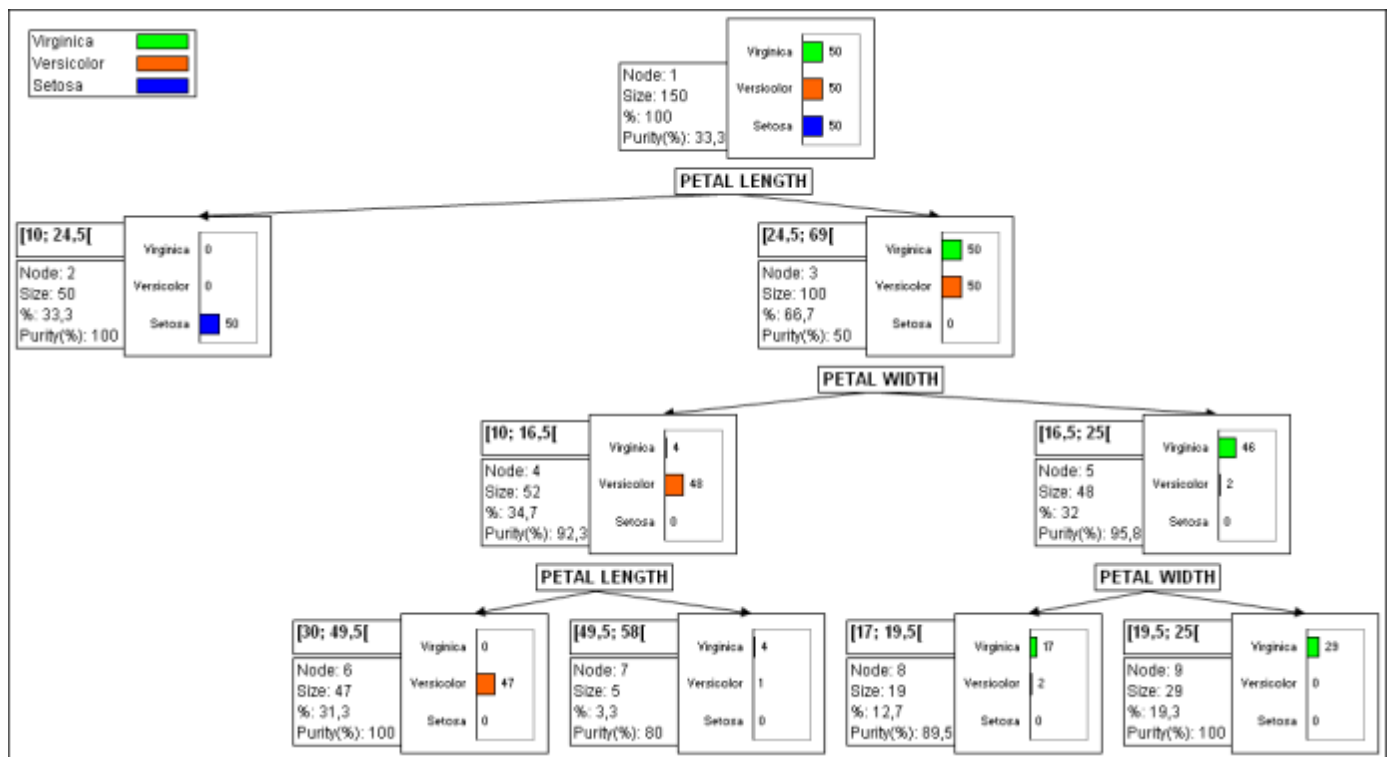 Virginica
Versicolor
Setosa
Node: 1
Size: 150
%: 100
Purity(%): 33,3
Virginica 50
Versicolor 50
Setosa 50
PETAL LENGTH
[10; 24,5[
Node: 2
Size: 50
%: 33,3
Purity(%): 100
Virginica 0
Versicolor 0
Setosa 50
[24,5; 69[
Node: 3
Size: 100
%: 66,7
Purity(%): 50
Virginica 50
Versicolor 50
Setosa 0
PETAL WIDTH
[10; 16,5[
Node: 4
Size: 52
%: 34,7
Purity(%): 92,3
Virginica 4
Versicolor 48
Setosa 0
[16,5; 25[
Node: 5
Size: 48
%: 32
Purity(%): 95,8
Virginica 46
Versicolor 2
Setosa 0
PETAL LENGTH
PETAL WIDTH
[30; 49,5[
Node: 6
Size: 47
%: 31,3
Purity(%): 100
Virginica 0
Versicolor 47
Setosa 0
[49,5; 58[
Node: 7
Size: 5
%: 3,3
Purity(%): 80
Virginica 4
Versicolor 1
Setosa 0
[17; 19,5[
Node: 8
Size: 19
%: 12,7
Purity(%): 89,5
Virginica 17
Versicolor 2
Setosa 0
[19,5; 25[
Node: 9
Size: 29
%: 19,3
Purity(%): 100
Virginica 29
Versicolor 0
Setosa 0